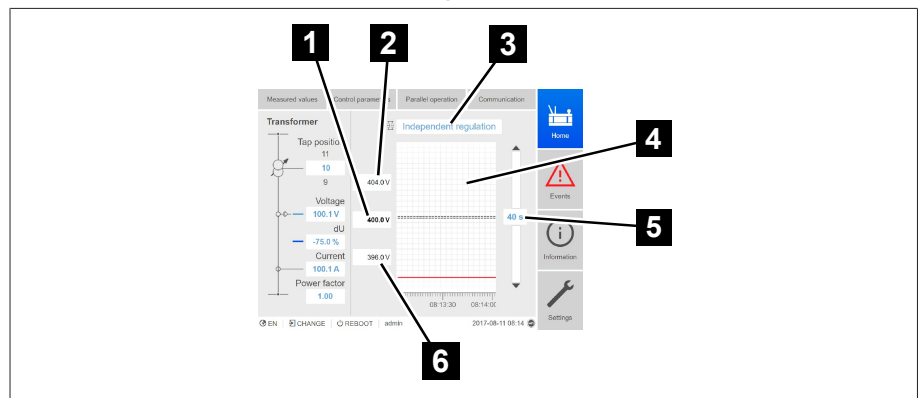 1
2
3
Measured values
Control parameters
Parallel operation
Communication
Transformer
Independent regulation
Home
Tap position
11
10
9
404.0 V
4
Events
Voltage
100.1 V
400.0 V
40 s
5
dU
-75.0 %
Current
100.1 A
396.0 V
Information
Power factor
1.00
08:13:30
08:14:00
Settings
EN
CHANGE
REBOOT
admin
2017-08-11 08:14
6